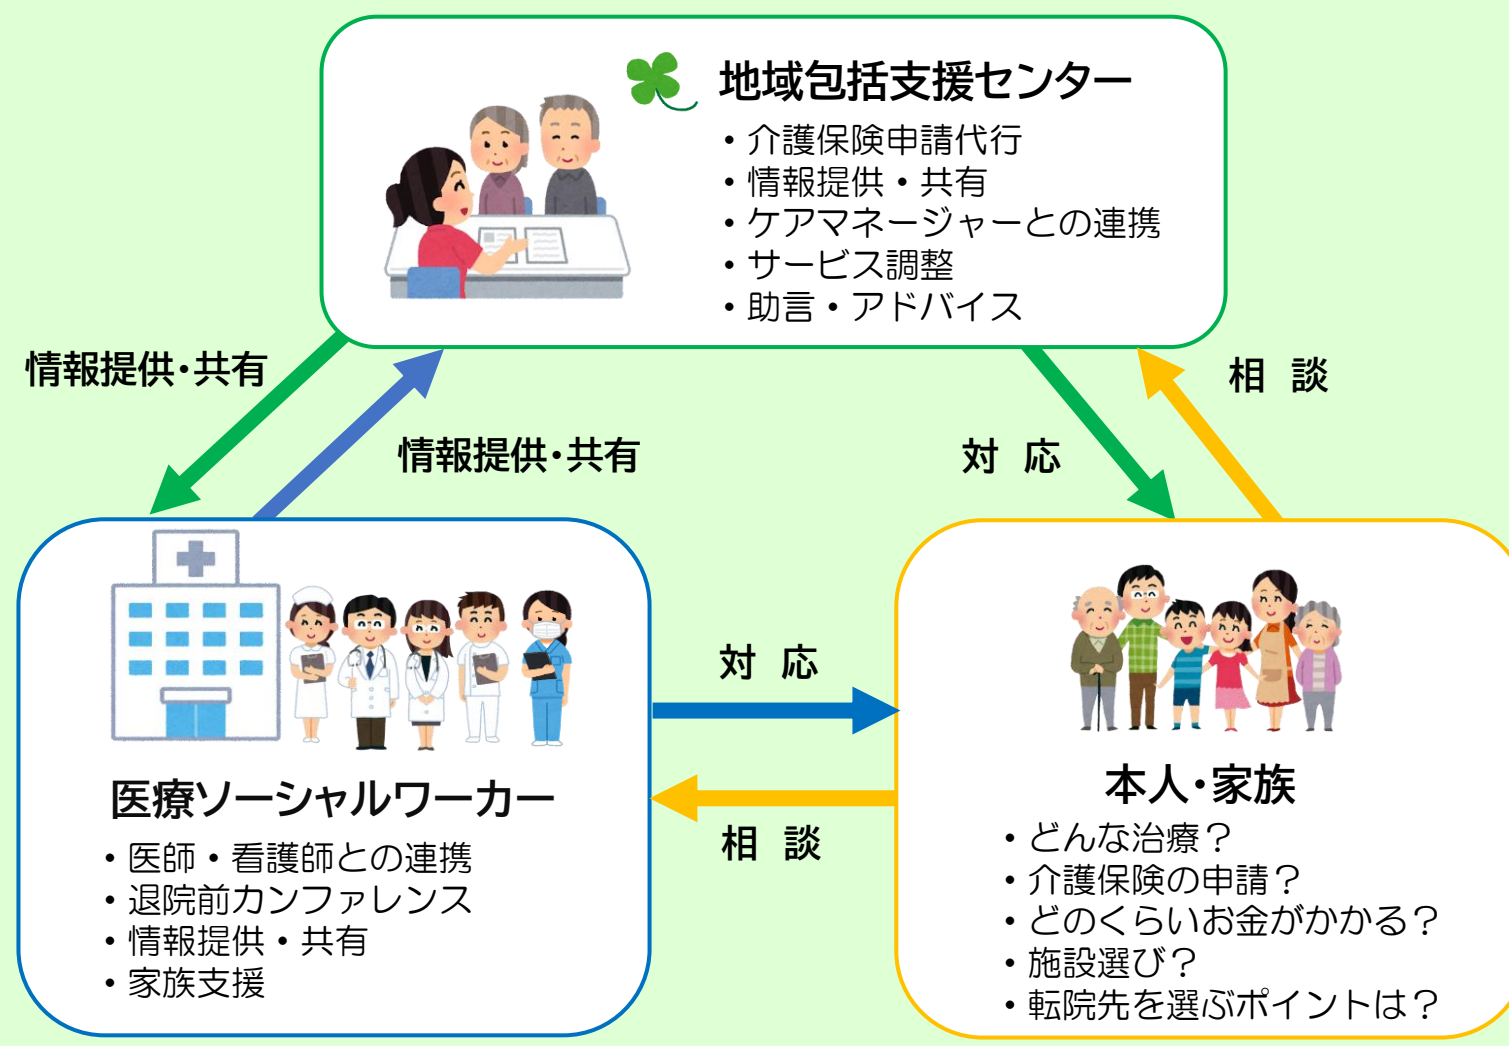 地域包括支援センター
・介護保険申請代行
・情報提供・共有
・ケアマネージャーとの連携
・サービス調整
・助言・アドバイス
情報提供・共有
情報提供・共有
対 応
相 談
対 応
相 談
医療ソーシャルワーカー
・医師・看護師との連携
・退院前カンファレンス
・情報提供・共有
・家族支援
本人・家族
・どんな治療？
・介護保険の申請？
・どのくらいお金がかかる？
・施設選び？
・転院先を選ぶポイントは？